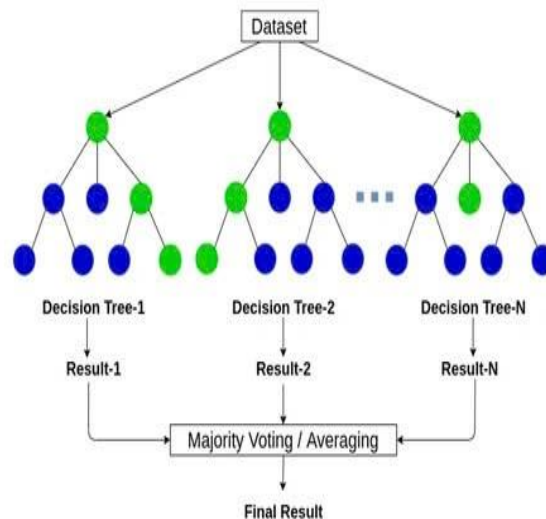 Dataset
Decision Tree-1
Decision Tree-2
Decision Tree-N
Result-1
Result-2
Result-N
Majority Voting / Averaging
Final Result